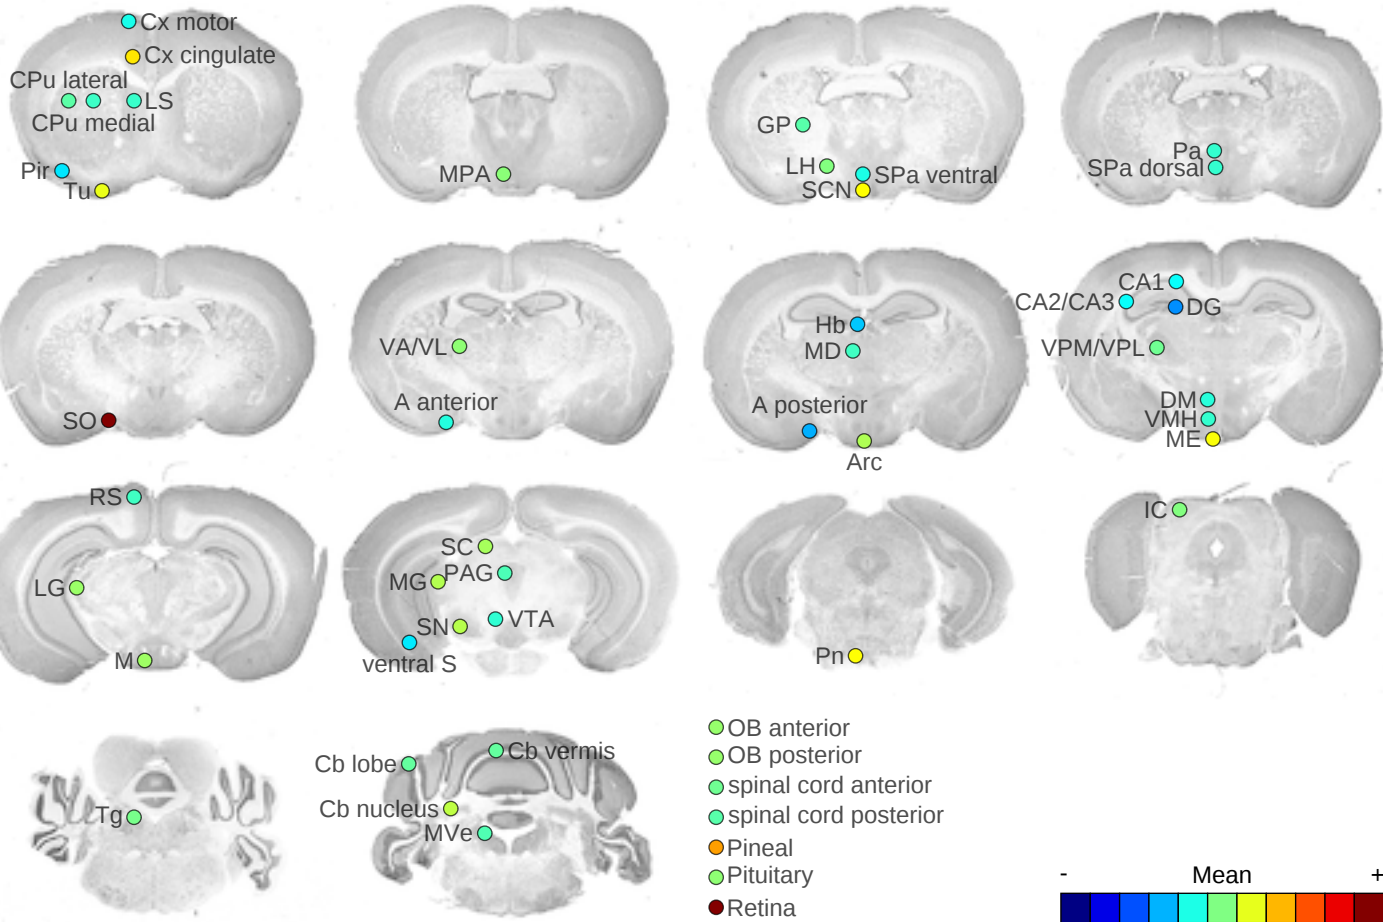 Cx motor
Cx cingulate
CPu lateral
LS
CPu medial
Pir
Tu
MPA
GP
LH
SPa ventral
SCN
Pa
SPa dorsal
SO
VA/VL
A anterior
Hb
MD
A posterior
Arc
CA1
CA2/CA3
DG
VPM/VPL
DM
VMH
ME
RS
LG
M
SC
PAG
MG
VTA
SN
ventral S
Pn
IC
Tg
Cb vermis
Cb lobe
Cb nucleus
MVe
OB anterior
OB posterior
spinal cord anterior
spinal cord posterior
Pineal
Pituitary
Retina
- Mean +